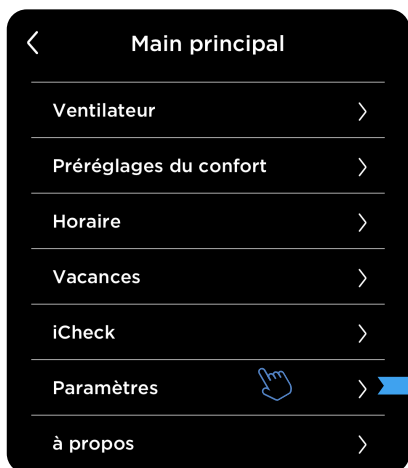 Main principal
Ventilateur
Préréglages du confort
Horaire
Vacances
iCheck
Paramètres
à propos